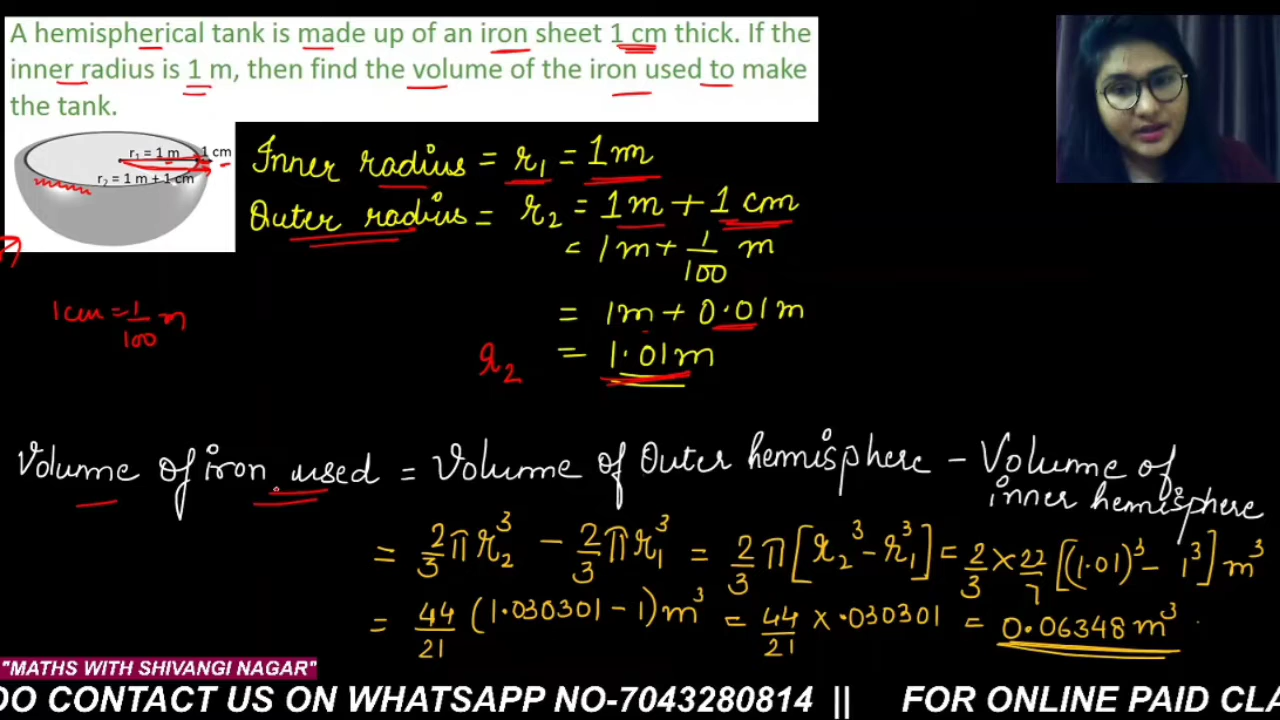 A hemispherical tank is made up of an iron sheet 1 cm thick. If the
inner radius is 1 m, then find the volume of the iron used to make
the tank.
r₁ = 1 m 1 cm
r₂ = 1 m + 1 cm
Inner radius = r₁ = 1m
Outer radius = r₂ = 1m + 1 cm
= 1m + 1/100 m
= 1m + 0.01m
r₂ = 1.01m
1cm = 1/100 m
Volume of iron used = Volume of Outer hemisphere - Volume of
inner hemisphere
= 2/3 πr₂³ - 2/3 πr₁³ = 2/3 π[r₂³ - r₁³] = 2/3 × 22/7 [(1.01)³ - 1³] m³
= 44/21 (1.030301 - 1)m³ = 44/21 × .030301 = 0.06348 m³
"MATHS WITH SHIVANGI NAGAR"
DO CONTACT US ON WHATSAPP NO-7043280814 || FOR ONLINE PAID CLA